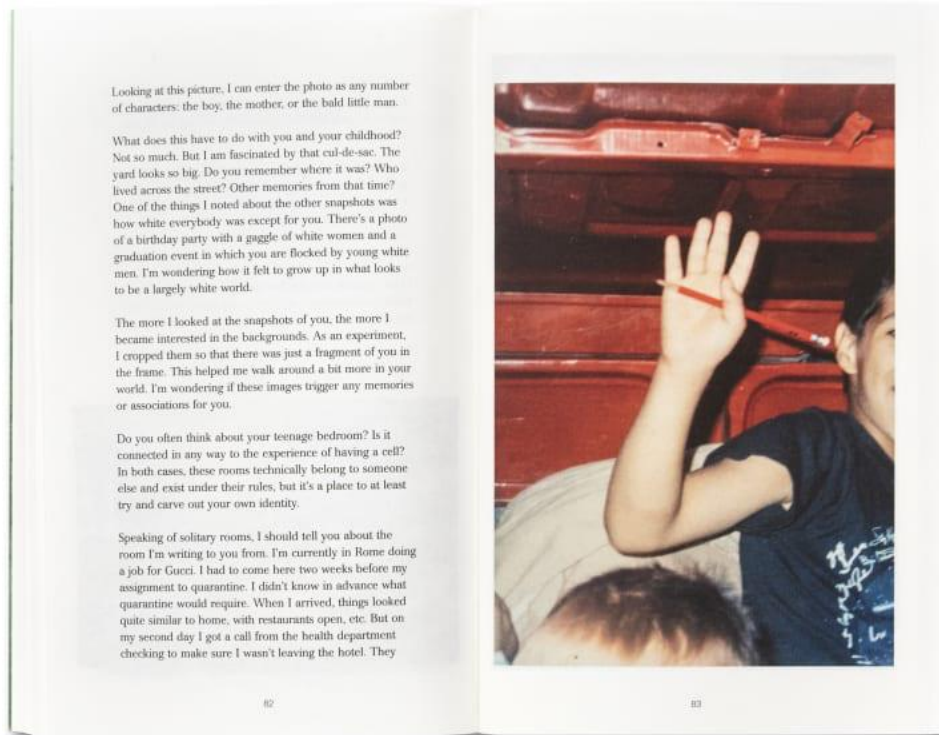 Looking at this picture, I can enter the photo as any number
of characters: the boy, the mother, or the bald little man.
What does this have to do with you and your childhood?
Not so much. But I am fascinated by that cul-de-sac. The
yard looks so big. Do you remember where it was? Who
lived across the street? Other memories from that time?
One of the things I noted about the other snapshots was
how white everybody was except for you. There's a photo
of a birthday party with a gaggle of white women and a
graduation event in which you are flocked by young white
men. I'm wondering how it felt to grow up in what looks
to be a largely white world.
The more I looked at the snapshots of you, the more I
became interested in the backgrounds. As an experiment,
I cropped them so that there was just a fragment of you in
the frame. This helped me walk around a bit more in your
world. I'm wondering if these images trigger any memories
or associations for you.
Do you often think about your teenage bedroom? Is it
connected in any way to the experience of having a cell?
In both cases, these rooms technically belong to someone
else and exist under their rules, but it's a place to at least
try and carve out your own identity.
Speaking of solitary rooms, I should tell you about the
room I'm writing to you from. I'm currently in Rome doing
a job for Gucci. I had to come here two weeks before my
assignment to quarantine. I didn't know in advance what
quarantine would require. When I arrived, things looked
quite similar to home, with restaurants open, etc. But on
my second day I got a call from the health department
checking to make sure I wasn't leaving the hotel. They
82
83